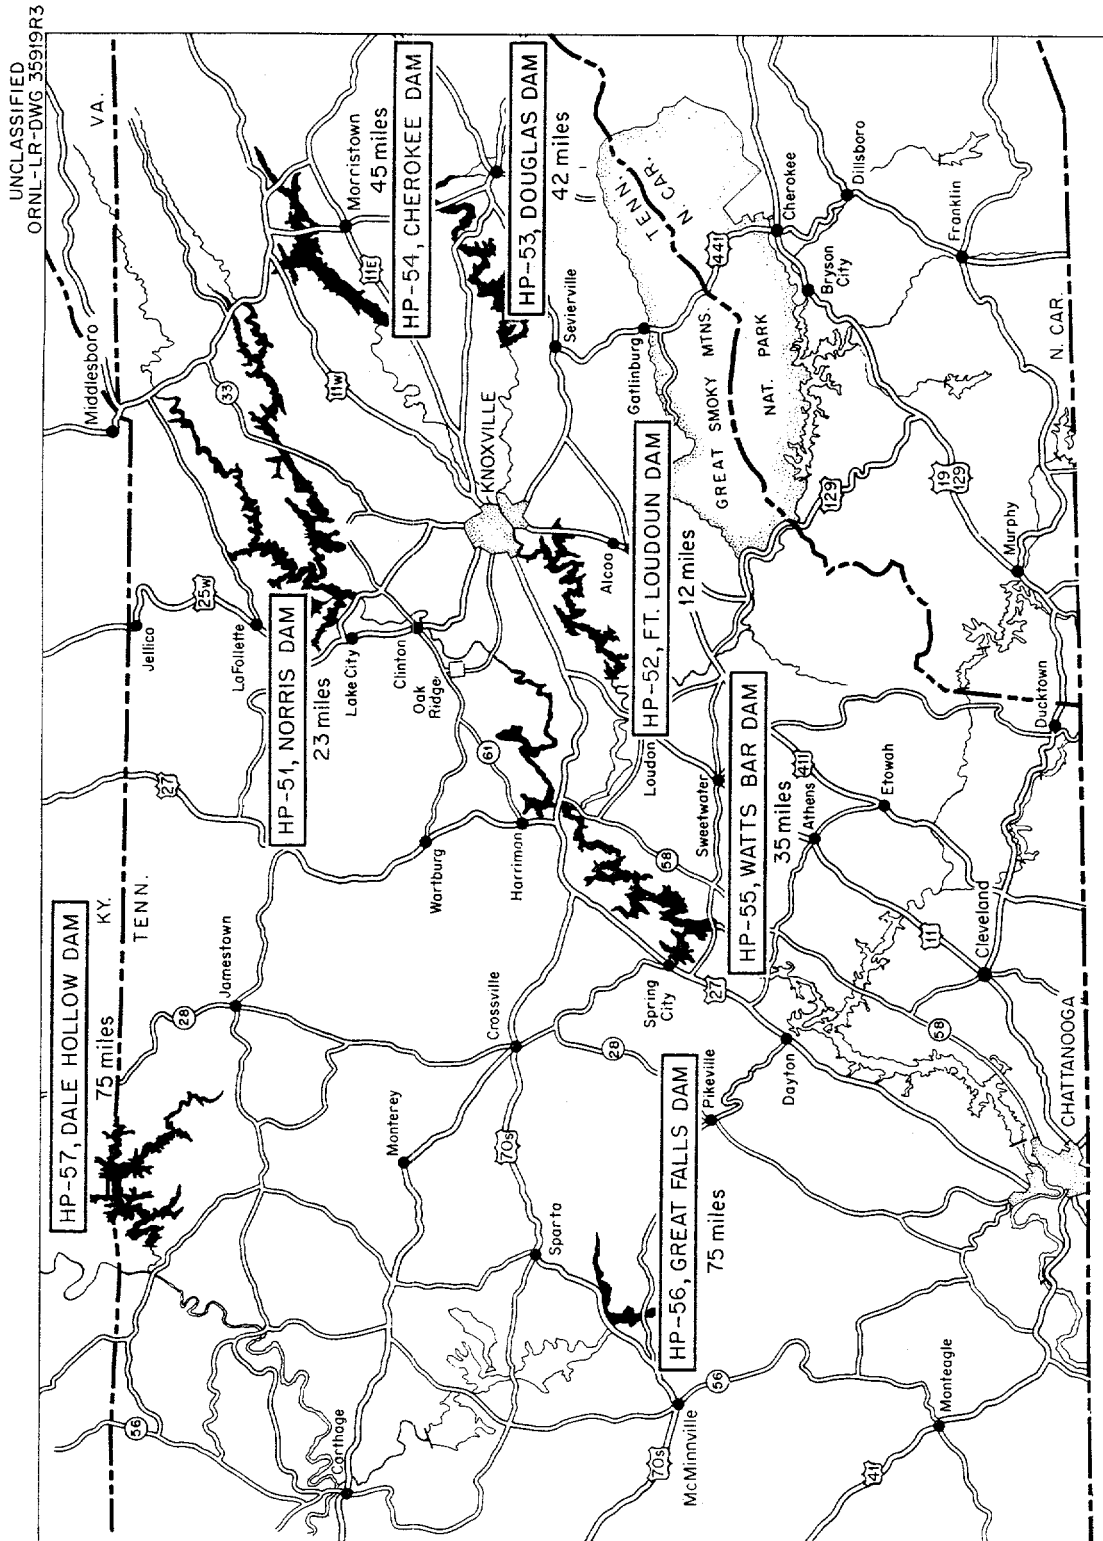 UNCLASSIFIED
ORNL-LR-DWG 35919R3
VA.
KY.
TENN.
Middlesboro
Jellico
25W
LaFollette
27
33
11W
11E
Morristown
45 miles
HP-54, CHEROKEE DAM
HP-53, DOUGLAS DAM
42 miles
HP-57, DALE HOLLOW DAM
75 miles
28
Jamestown
HP-51, NORRIS DAM
23 miles
Lake City
Clinton
Oak
Ridge
61
Wartburg
Harriman
KNOXVILLE
Sevierville
Gatlinburg
TENN.
N. CAR.
441
GREAT SMOKY MTNS.
NAT. PARK
Cherokee
Dillsboro
Bryson
City
Franklin
N. CAR.
129
19
129
Murphy
Ducktown
Alcoa
HP-52, FT. LOUDOUN DAM
12 miles
Loudon
Sweetwater
58
HP-55, WATTS BAR DAM
35 miles
41
Athens
Etowah
11
Cleveland
58
CHATTANOOGA
Spring
City
27
Dayton
Crossville
28
Pikeville
Monterey
70S
Sparta
HP-56, GREAT FALLS DAM
75 miles
56
Carthage
McMinnville
70S
56
Monteagle
41